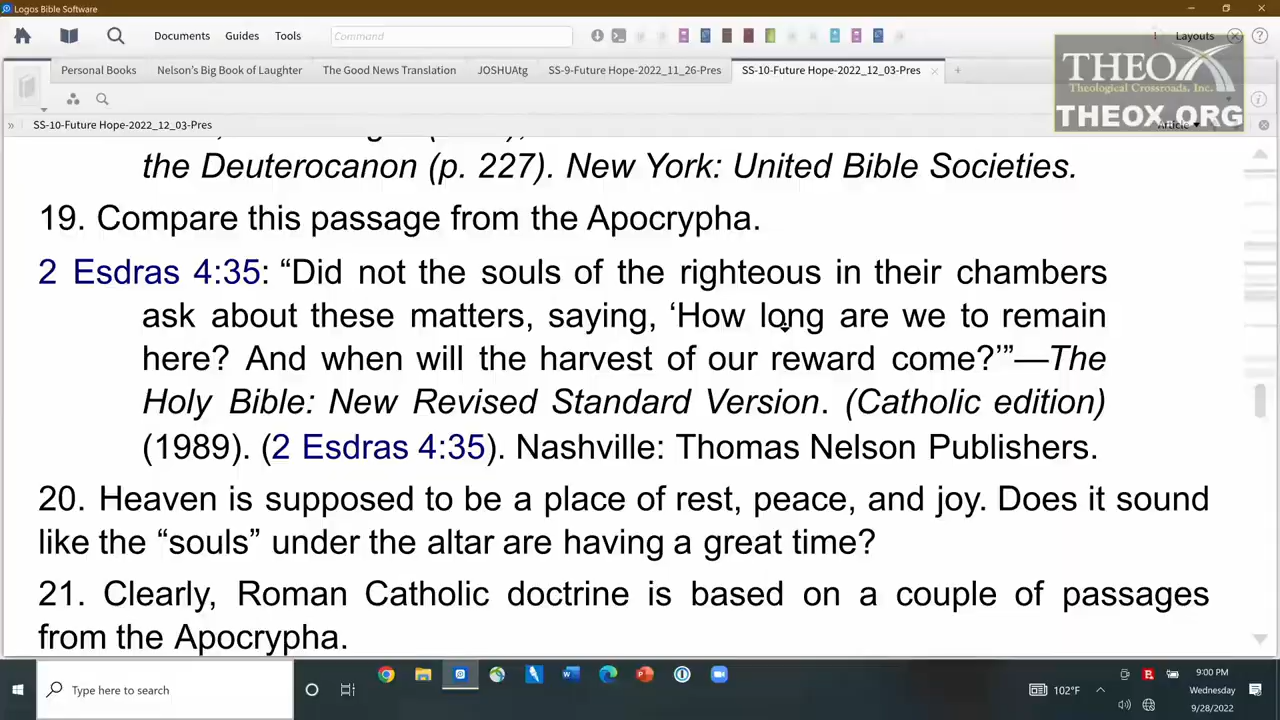 Logos Bible Software
Documents Guides Tools Command Layouts
Personal Books Nelson's Big Book of Laughter The Good News Translation JOSHUAtg SS-9-Future Hope-2022_11_26-Pres SS-10-Future Hope-2022_12_03-Pres
THEOX
Theological Crossroads, Inc.
THEOX.ORG
SS-10-Future Hope-2022_12_03-Pres Article
the Deuterocanon (p. 227). New York: United Bible Societies.
19. Compare this passage from the Apocrypha.
2 Esdras 4:35: “Did not the souls of the righteous in their chambers
ask about these matters, saying, ‘How long are we to remain
here? And when will the harvest of our reward come?’”—The
Holy Bible: New Revised Standard Version. (Catholic edition)
(1989). (2 Esdras 4:35). Nashville: Thomas Nelson Publishers.
20. Heaven is supposed to be a place of rest, peace, and joy. Does it sound
like the “souls” under the altar are having a great time?
21. Clearly, Roman Catholic doctrine is based on a couple of passages
from the Apocrypha.
Type here to search
102°F
9:00 PM
Wednesday
9/28/2022